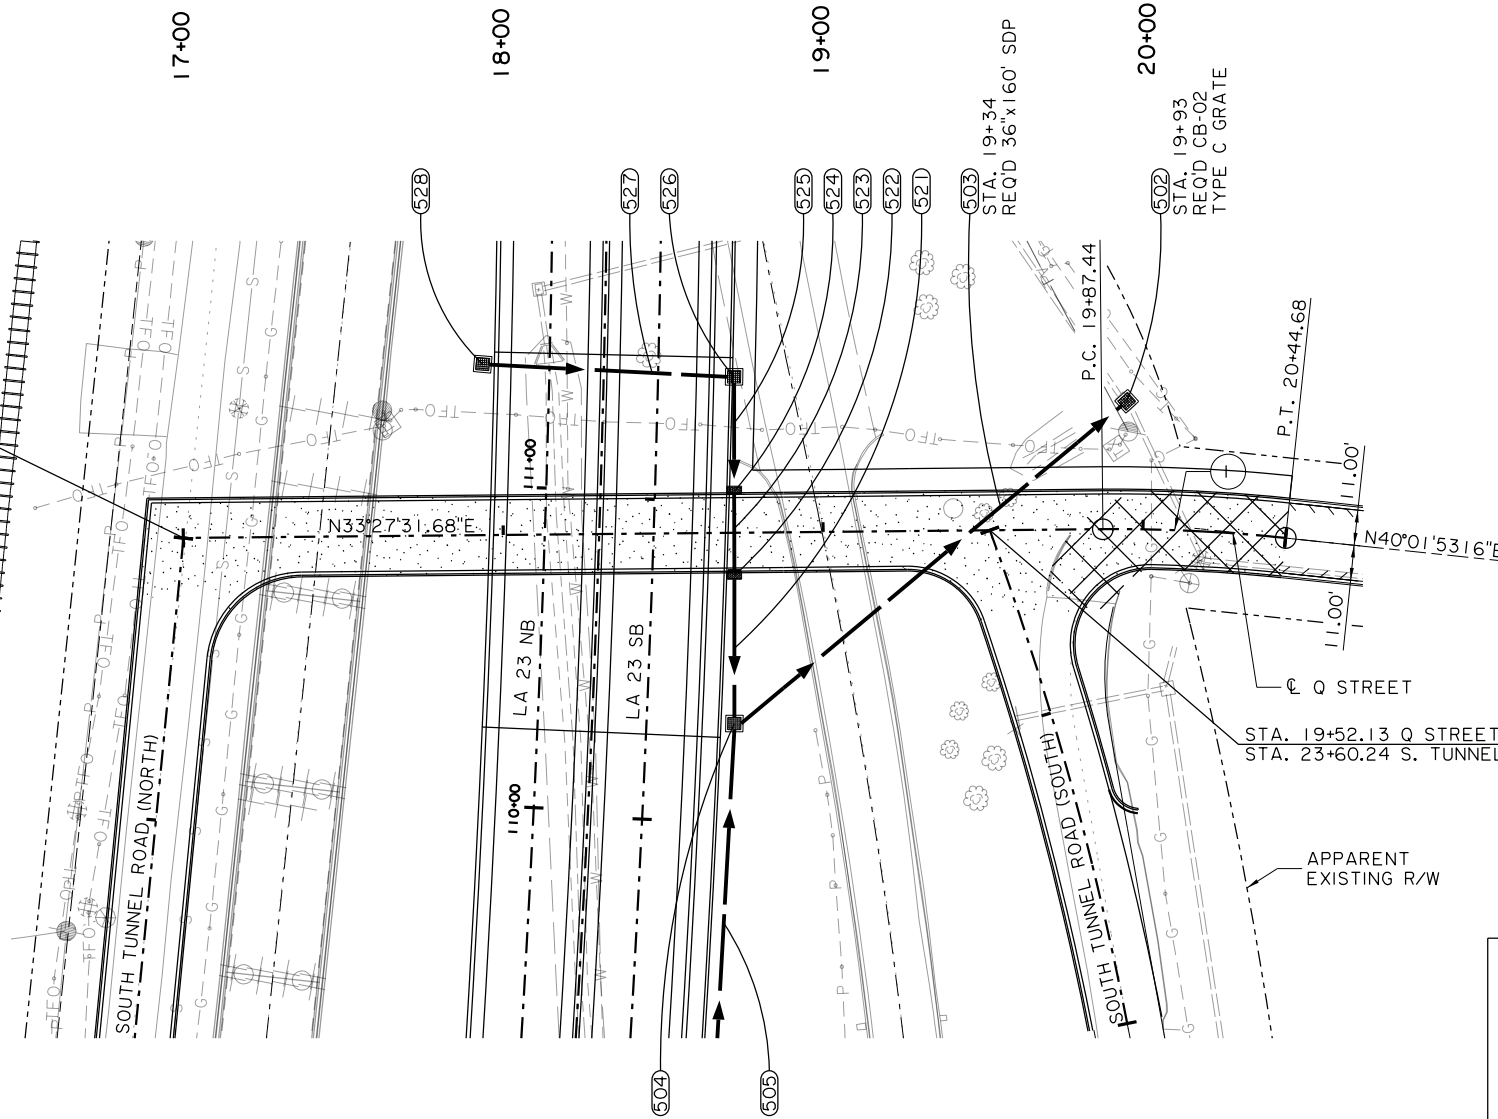 17+00
18+00
19+00
20+00
528
527
526
525
524
523
522
521
503
STA. 19+34
REQ'D 36"x160' SDP
502
STA. 19+93
REQ'D CB-02
TYPE C GRATE
P.C. 19+87.44
P.T. 20+44.68
111+00
N33°27'31.68"E
N40°01'53.16"E
11.00'
11.00'
LA 23 NB
LA 23 SB
110+00
SOUTH TUNNEL ROAD (NORTH)
SOUTH TUNNEL ROAD (SOUTH)
℄ Q STREET
STA. 19+52.13 Q STREET
STA. 23+60.24 S. TUNNEL
APPARENT
EXISTING R/W
504
505